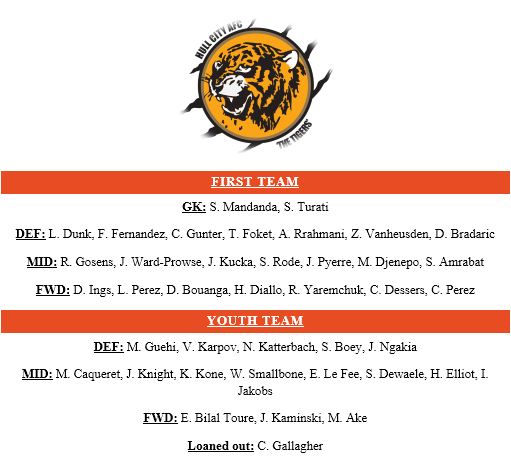 HULL CITY AFC
THE TIGERS
FIRST TEAM
GK: S. Mandanda, S. Turati
DEF: L. Dunk, F. Fernandez, C. Gunter, T. Foket, A. Rrahmani, Z. Vanheusden, D. Bradaric
MID: R. Gosens, J. Ward-Prowse, J. Kucka, S. Rode, J. Pyerre, M. Djenepo, S. Amrabat
FWD: D. Ings, L. Perez, D. Bouanga, H. Diallo, R. Yaremchuk, C. Dessers, C. Perez
YOUTH TEAM
DEF: M. Guehi, V. Karpov, N. Katterbach, S. Boey, J. Ngakia
MID: M. Caqueret, J. Knight, K. Kone, W. Smallbone, E. Le Fee, S. Dewaele, H. Elliot, I.
Jakobs
FWD: E. Bilal Toure, J. Kaminski, M. Ake
Loaned out: C. Gallagher